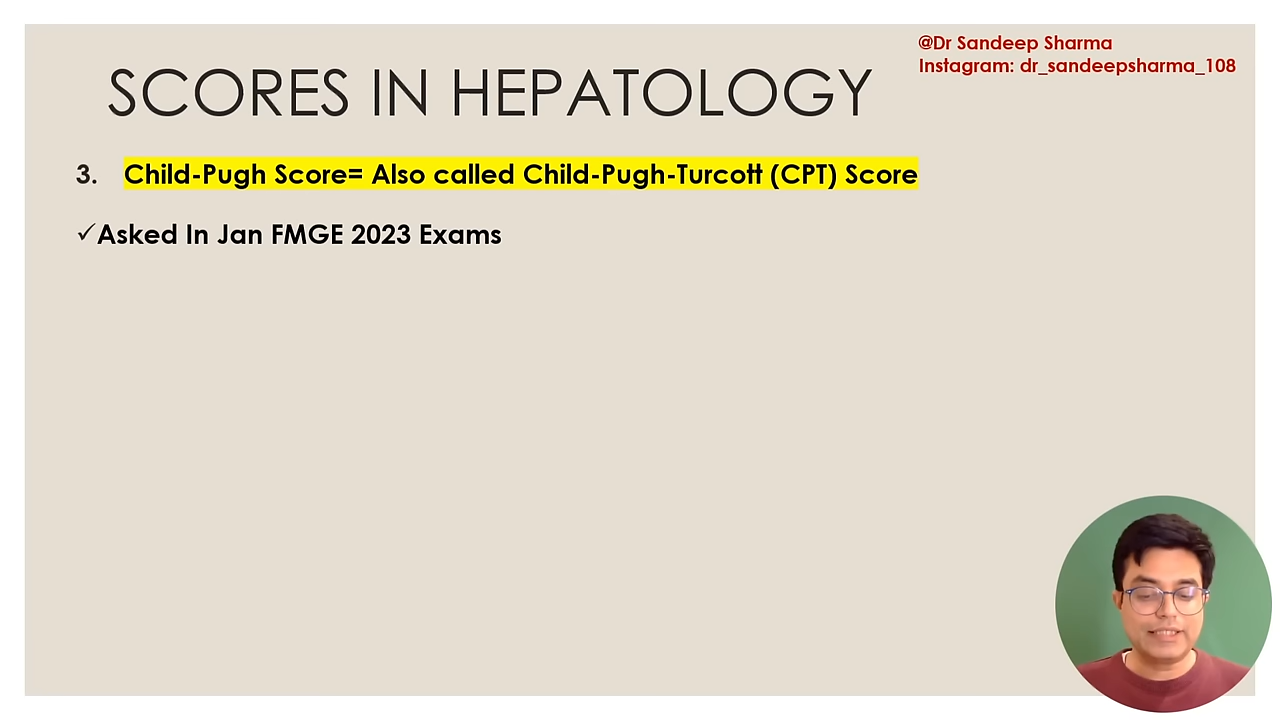 @Dr Sandeep Sharma
Instagram: dr_sandeepsharma_108
SCORES IN HEPATOLOGY
3. Child-Pugh Score= Also called Child-Pugh-Turcott (CPT) Score
✓Asked In Jan FMGE 2023 Exams